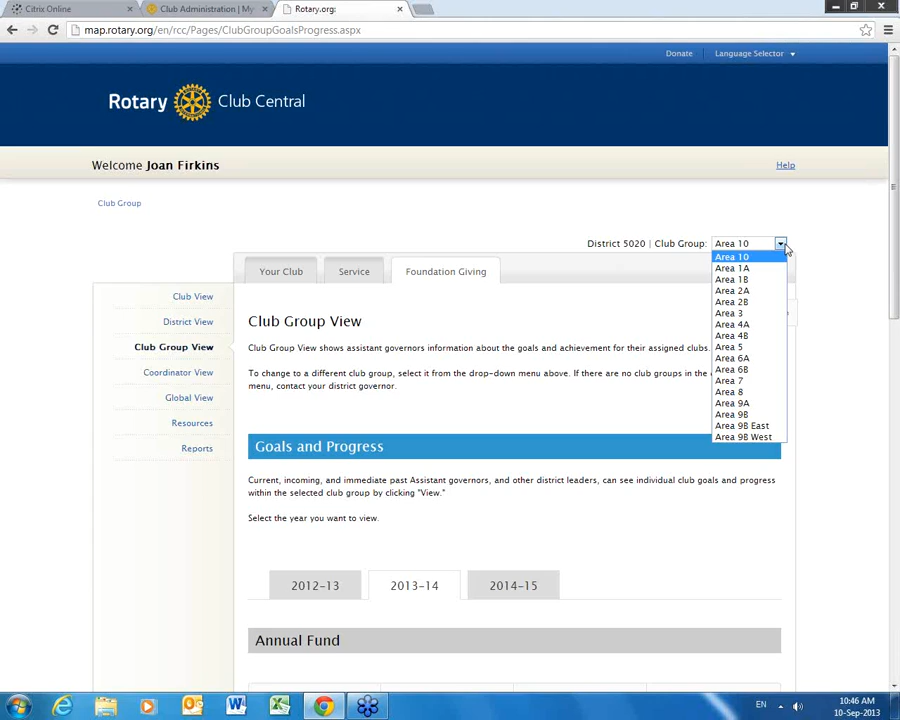 Citrix Online
Club Administration | My
Rotary.org:
map.rotary.org/en/rcc/Pages/ClubGroupGoalsProgress.aspx
Donate
Language Selector
Rotary
Club Central
Welcome Joan Firkins
Help
Club Group
District 5020 | Club Group:
Area 10
Area 10
Area 1A
Area 1B
Area 2A
Area 2B
Area 3
Area 4A
Area 4B
Area 5
Area 6A
Area 6B
Area 7
Area 8
Area 9A
Area 9B
Area 9B East
Area 9B West
Your Club
Service
Foundation Giving
Club View
District View
Club Group View
Coordinator View
Global View
Resources
Reports
Club Group View
Club Group View shows assistant governors information about the goals and achievement for their assigned clubs.
To change to a different club group, select it from the drop-down menu above. If there are no club groups in the
menu, contact your district governor.
Goals and Progress
Current, incoming, and immediate past Assistant governors, and other district leaders, can see individual club goals and progress
within the selected club group by clicking "View."
Select the year you want to view.
2012-13
2013-14
2014-15
Annual Fund
EN
10:46 AM
10-Sep-2013